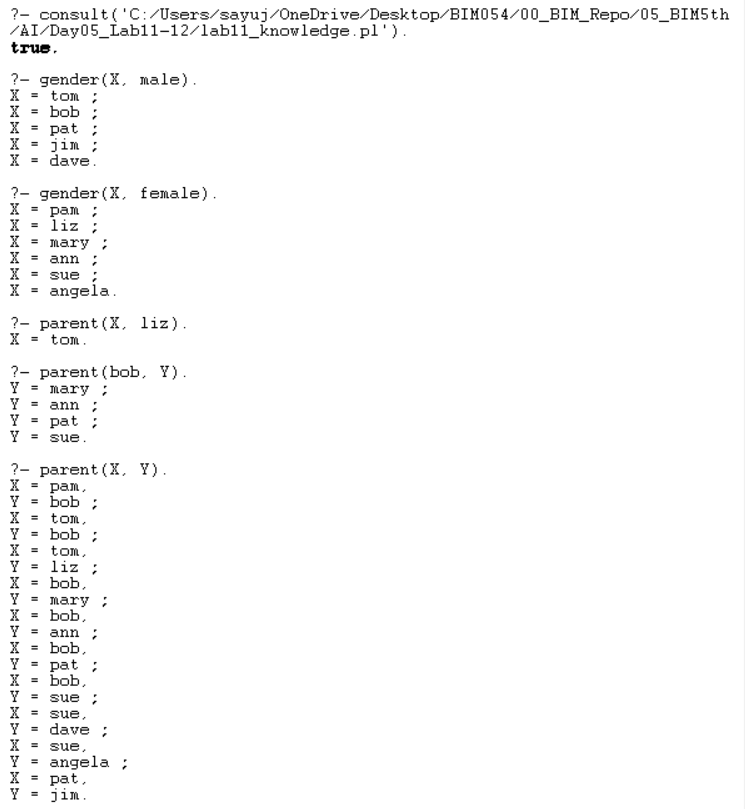 ?- consult('C:/Users/sayuj/OneDrive/Desktop/BIM054/00_BIM_Repo/05_BIM5th
/AI/Day05_Lab11-12/lab11_knowledge.pl').
true.
?- gender(X, male).
X = tom ;
X = bob ;
X = pat ;
X = jim ;
X = dave.
?- gender(X, female).
X = pam ;
X = liz ;
X = mary ;
X = ann ;
X = sue ;
X = angela.
?- parent(X, liz).
X = tom.
?- parent(bob, Y).
Y = mary ;
Y = ann ;
Y = pat ;
Y = sue.
?- parent(X, Y).
X = pam,
Y = bob ;
X = tom,
Y = bob ;
X = tom,
Y = liz ;
X = bob,
Y = mary ;
X = bob,
Y = ann ;
X = bob,
Y = pat ;
X = bob,
Y = sue ;
X = sue,
Y = dave ;
X = sue,
Y = angela ;
X = pat,
Y = jim.